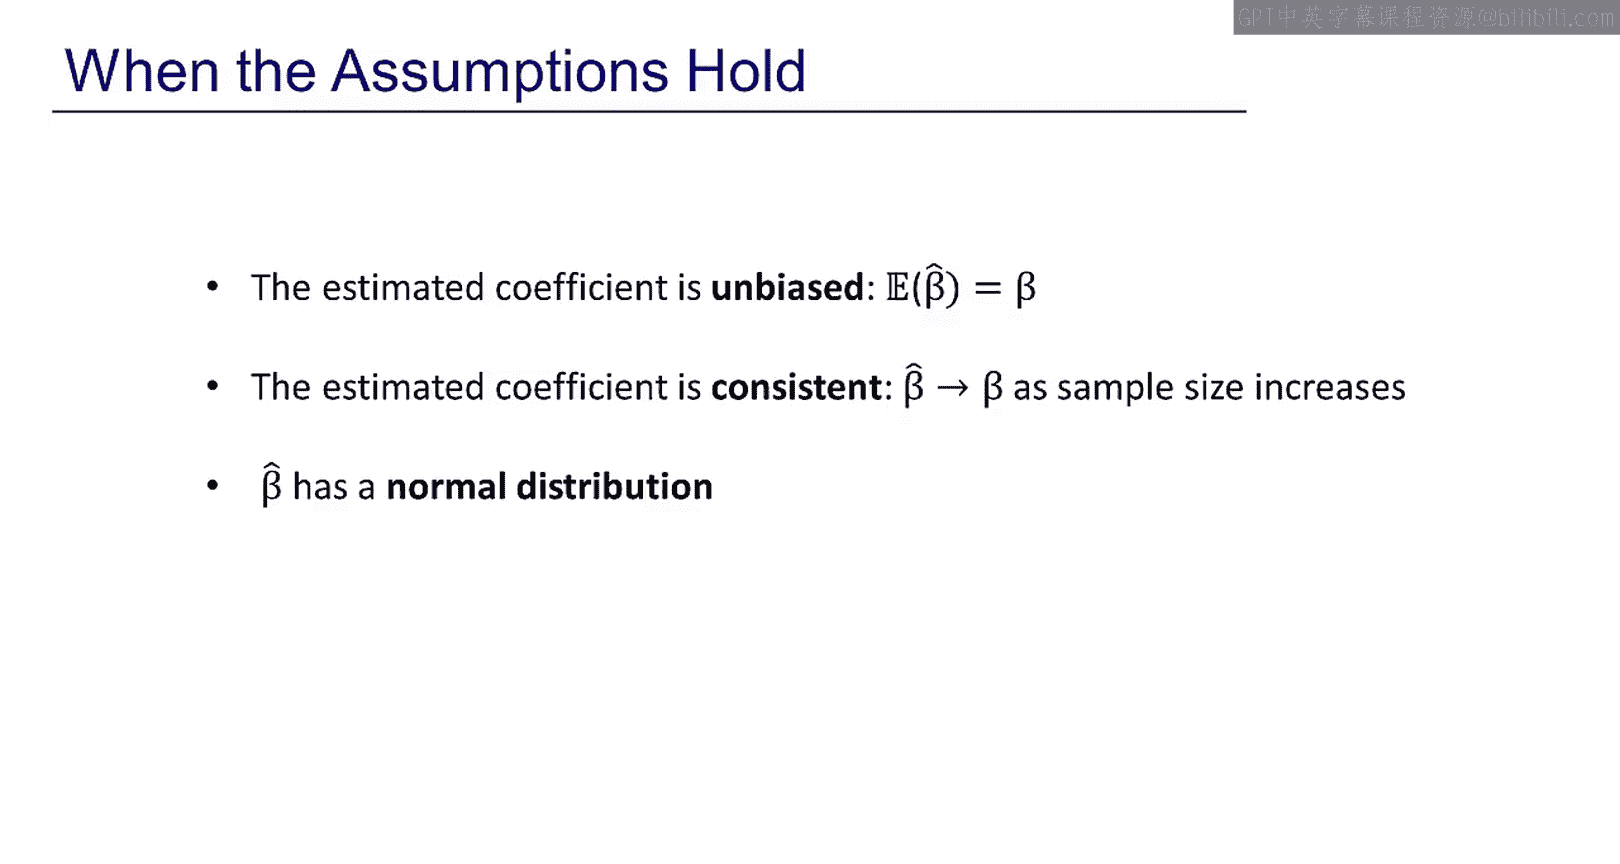 GPT中英字幕课程资源@bilibili.com
When the Assumptions Hold
• The estimated coefficient is unbiased: 𝔼(β̂) = β
• The estimated coefficient is consistent: β̂ → β as sample size increases
• β̂ has a normal distribution